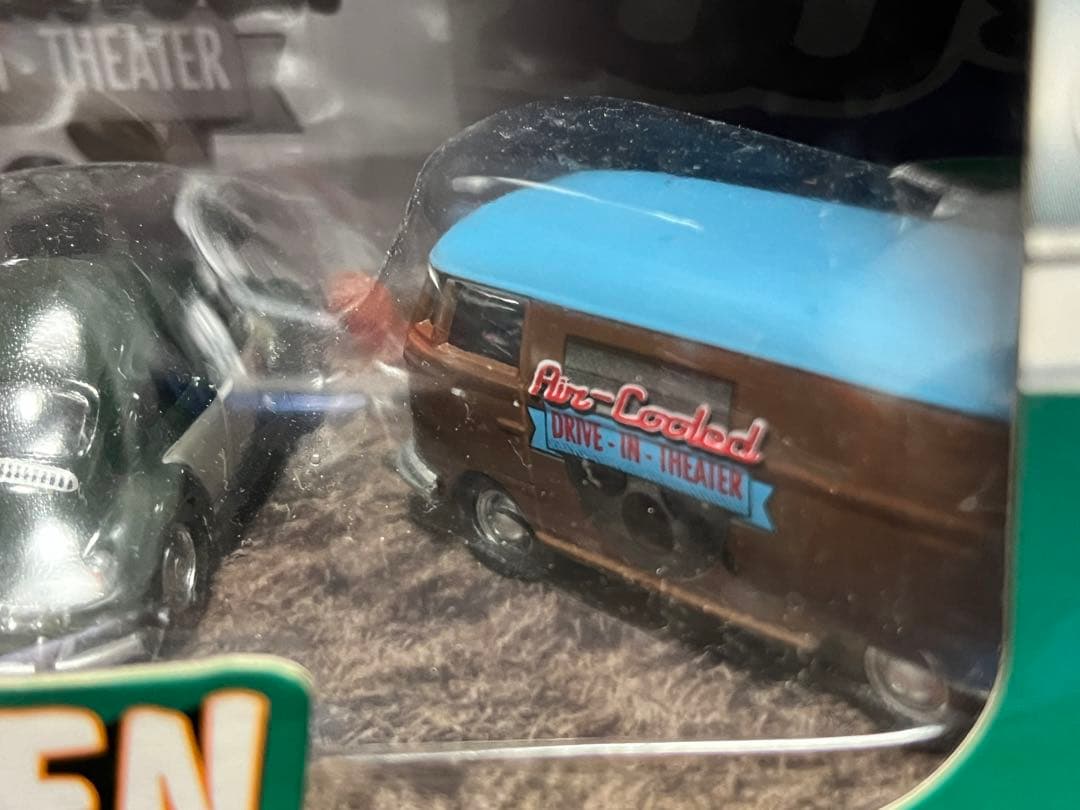 THEATER
Air-Cooled
DRIVE-IN-THEATER
EN